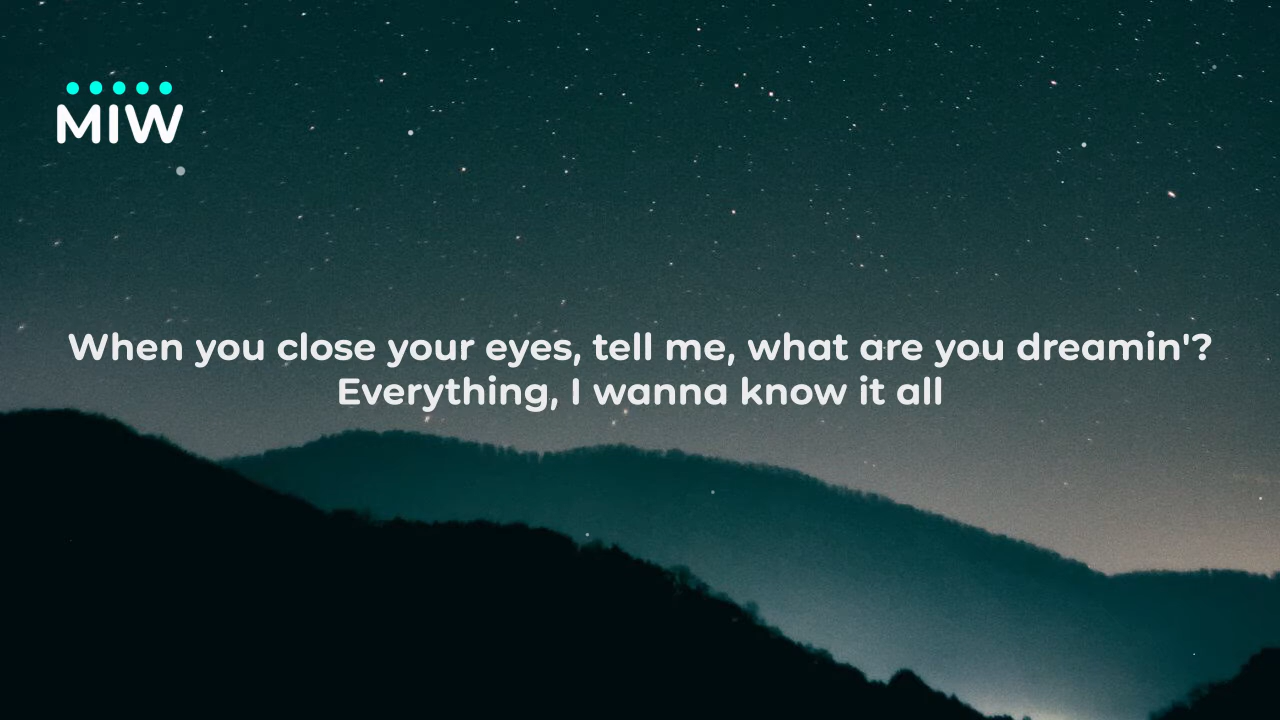 MIW
When you close your eyes, tell me, what are you dreamin'?
Everything, I wanna know it all